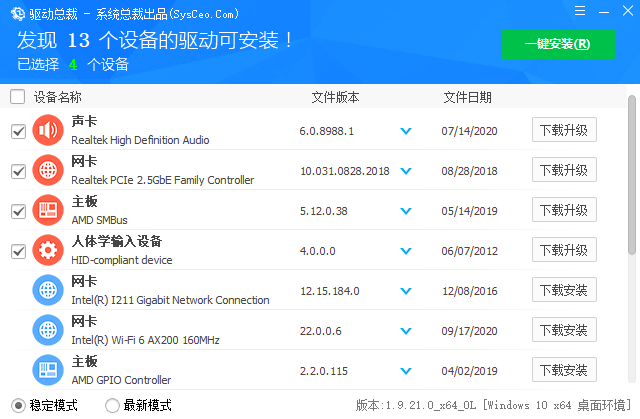 驱动总裁 - 系统总裁出品(SysCeo.Com)
发现 13 个设备的驱动可安装！
已选择 4 个设备
一键安装(R)
设备名称 文件版本 文件日期
声卡
Realtek High Definition Audio 6.0.8988.1 07/14/2020 下载升级
网卡
Realtek PCIe 2.5GbE Family Controller 10.031.0828.2018 08/28/2018 下载升级
主板
AMD SMBus 5.12.0.38 05/14/2019 下载升级
人体学输入设备
HID-compliant device 4.0.0.0 06/07/2012 下载升级
网卡
Intel(R) I211 Gigabit Network Connection 12.15.184.0 12/08/2016 下载安装
网卡
Intel(R) Wi-Fi 6 AX200 160MHz 22.0.0.6 09/17/2020 下载安装
主板
AMD GPIO Controller 2.2.0.115 04/02/2019 下载安装
稳定模式 最新模式 版本:1.9.21.0_x64_OL [Windows 10 x64 桌面环境]